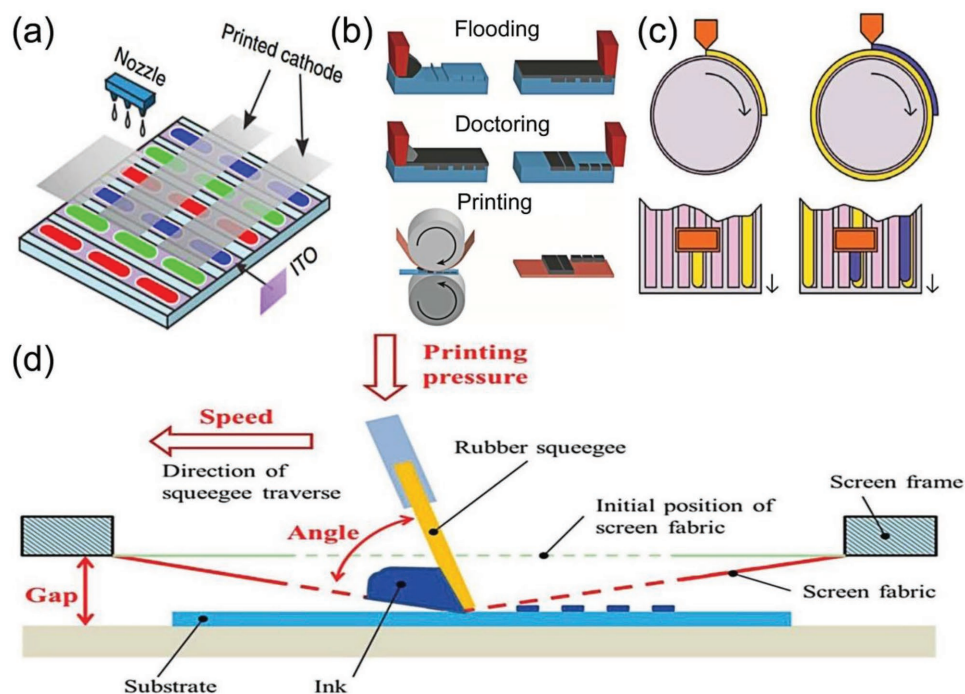 (a)
Nozzle
Printed cathode
ITO
(b)
Flooding
Doctoring
Printing
(c)
(d)
Printing
pressure
Speed
Direction of
squeegee traverse
Rubber squeegee
Initial position of
screen fabric
Screen frame
Angle
Gap
Screen fabric
Substrate
Ink